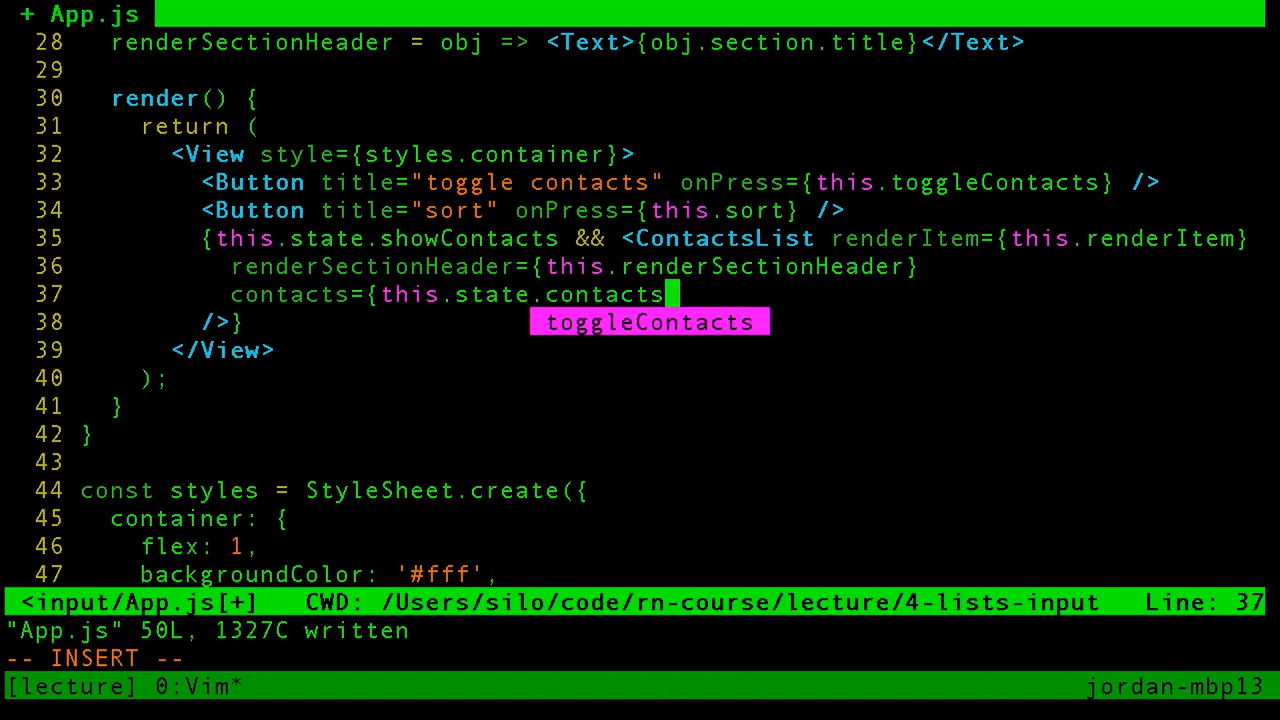 + App.js
28 renderSectionHeader = obj => <Text>{obj.section.title}</Text>
29
30 render() {
31 return (
32 <View style={styles.container}>
33 <Button title="toggle contacts" onPress={this.toggleContacts} />
34 <Button title="sort" onPress={this.sort} />
35 {this.state.showContacts && <ContactsList renderItem={this.renderItem}
36 renderSectionHeader={this.renderSectionHeader}
37 contacts={this.state.contacts
38 />} toggleContacts
39 </View>
40 );
41 }
42 }
43
44 const styles = StyleSheet.create({
45 container: {
46 flex: 1,
47 backgroundColor: '#fff',
<input/App.js[+] CWD: /Users/silo/code/rn-course/lecture/4-lists-input Line: 37
"App.js" 50L, 1327C written
-- INSERT --
[lecture] 0:Vim* jordan-mbp13